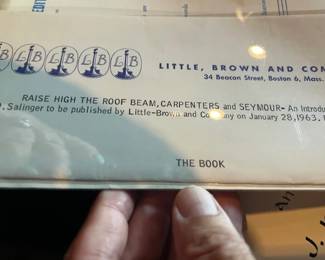 EDIT
LB LB LB LB
LITTLE, BROWN AND COM
34 Beacon Street, Boston 6, Mass.
RAISE HIGH THE ROOF BEAM, CARPENTERS and SEYMOUR- An Introdu
. Salinger to be published by Little-Brown and Company on January 28, 1963.
THE BOOK
J.